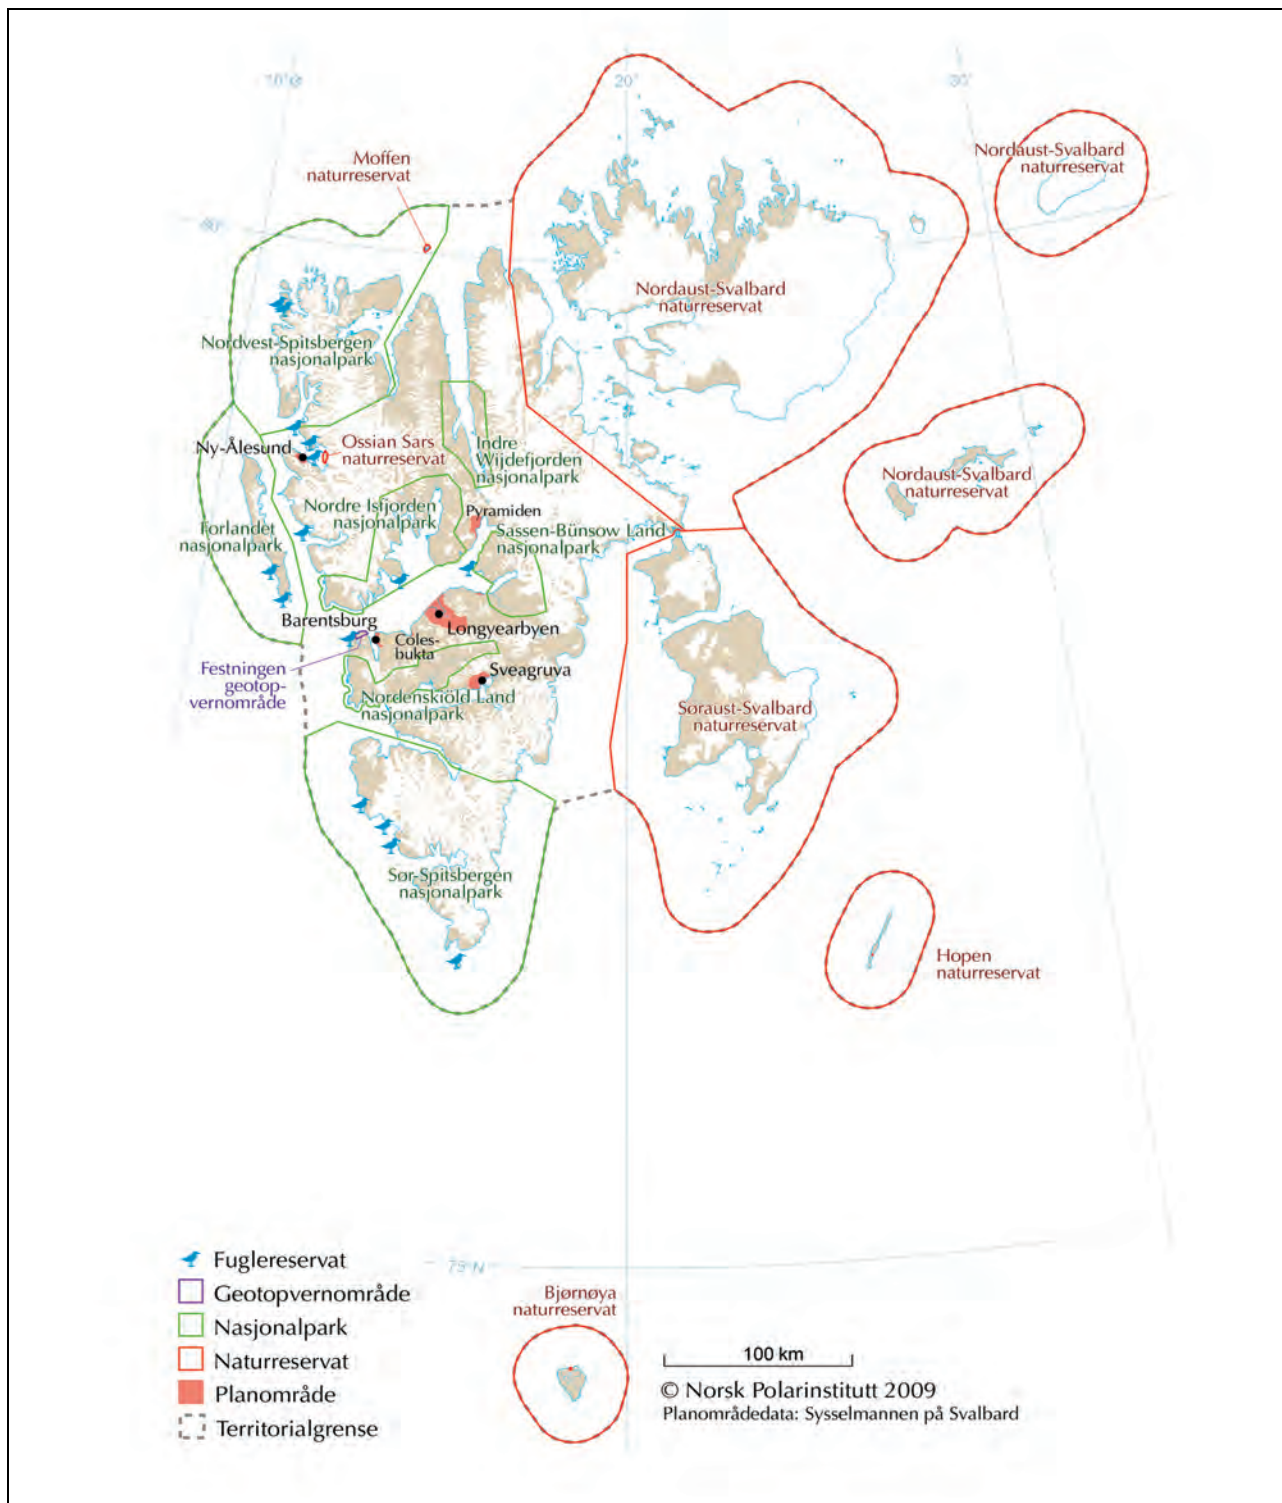 10°Ø
20°
30°
80°
Moffen
naturreservat
Nordaust-Svalbard
naturreservat
Nordaust-Svalbard
naturreservat
Nordvest-Spitsbergen
nasjonalpark
Ny-Ålesund
Ossian Sars
naturreservat
Indre
Wijdefjorden
nasjonalpark
Nordaust-Svalbard
naturreservat
Nordre Isfjorden
nasjonalpark
Pyramiden
Forlandet
nasjonalpark
Sassen-Bünsow Land
nasjonalpark
Barentsburg
Longyearbyen
Coles-
bukta
Sveagruva
Festningen
geotop-
vernområde
Nordenskiöld Land
nasjonalpark
Søraust-Svalbard
naturreservat
Sør-Spitsbergen
nasjonalpark
Hopen
naturreservat
Fuglereservat
Geotopvernområde
Nasjonalpark
Naturreservat
Planområde
Territorialgrense
75°N
Bjørnøya
naturreservat
100 km
© Norsk Polarinstitutt 2009
Planområdedata: Sysselmannen på Svalbard